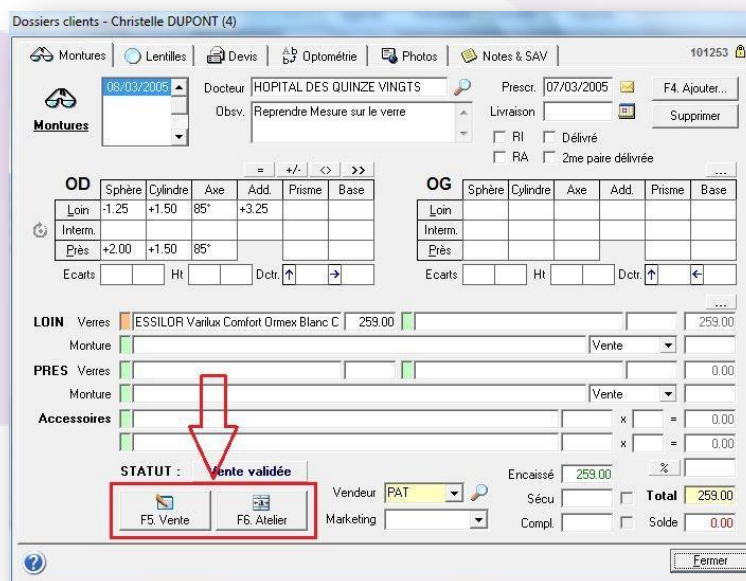 Dossiers clients - Christelle DUPONT (4)
Montures Lentilles Devis Optométrie Photos Notes & SAV 101253
08/03/2005 Docteur HOPITAL DES QUINZE VINGTS Prescr. 07/03/2005 F4. Ajouter...
Montures Obsv. Reprendre Mesure sur le verre Livraison Supprimer
RI Délivré
RA 2me paire délivrée
= +/- <> >> ...
OD Sphère Cylindre Axe Add. Prisme Base OG Sphère Cylindre Axe Add. Prisme Base
Loin -1.25 +1.50 85° +3.25 Loin
Interm. Interm.
Près +2.00 +1.50 85° Près
Ecarts Ht Dctr. Ecarts Ht Dctr.
...
LOIN Verres ESSILOR Varilux Comfort Ormex Blanc C 259.00 259.00
Monture Vente
PRES Verres 0.00
Monture Vente
Accessoires x = 0.00
x = 0.00
STATUT : Vente validée Encaissé 259.00 %
F5. Vente F6. Atelier Vendeur PAT Sécu Total 259.00
Marketing Compl. Solde 0.00
? Fermer